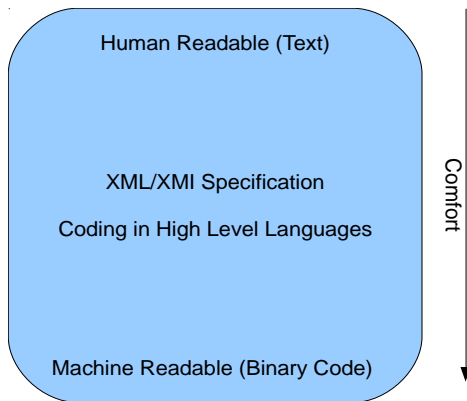 Human Readable (Text)
XML/XMI Specification
Coding in High Level Languages
Machine Readable (Binary Code)
Comfort